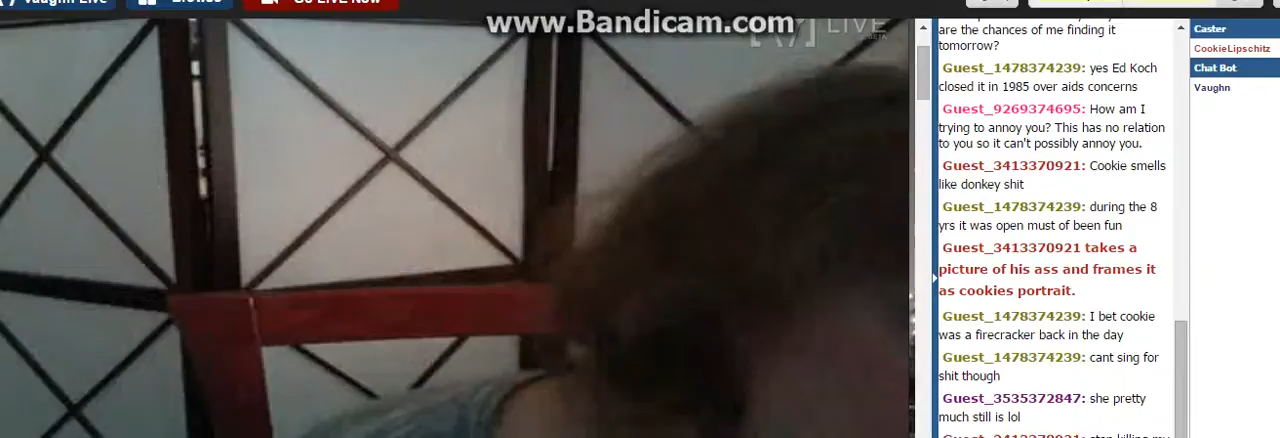 Vaughn Live
Browse
Go LIVE Now
www.Bandicam.com
LIVE
are the chances of me finding it
tomorrow?
Guest_1478374239: yes Ed Koch
closed it in 1985 over aids concerns
Guest_9269374695: How am I
trying to annoy you? This has no relation
to you so it can't possibly annoy you.
Guest_3413370921: Cookie smells
like donkey shit
Guest_1478374239: during the 8
yrs it was open must of been fun
Guest_3413370921 takes a
picture of his ass and frames it
as cookies portrait.
Guest_1478374239: I bet cookie
was a firecracker back in the day
Guest_1478374239: cant sing for
shit though
Guest_3535372847: she pretty
much still is lol
Caster
CookieLipschitz
Chat Bot
Vaughn